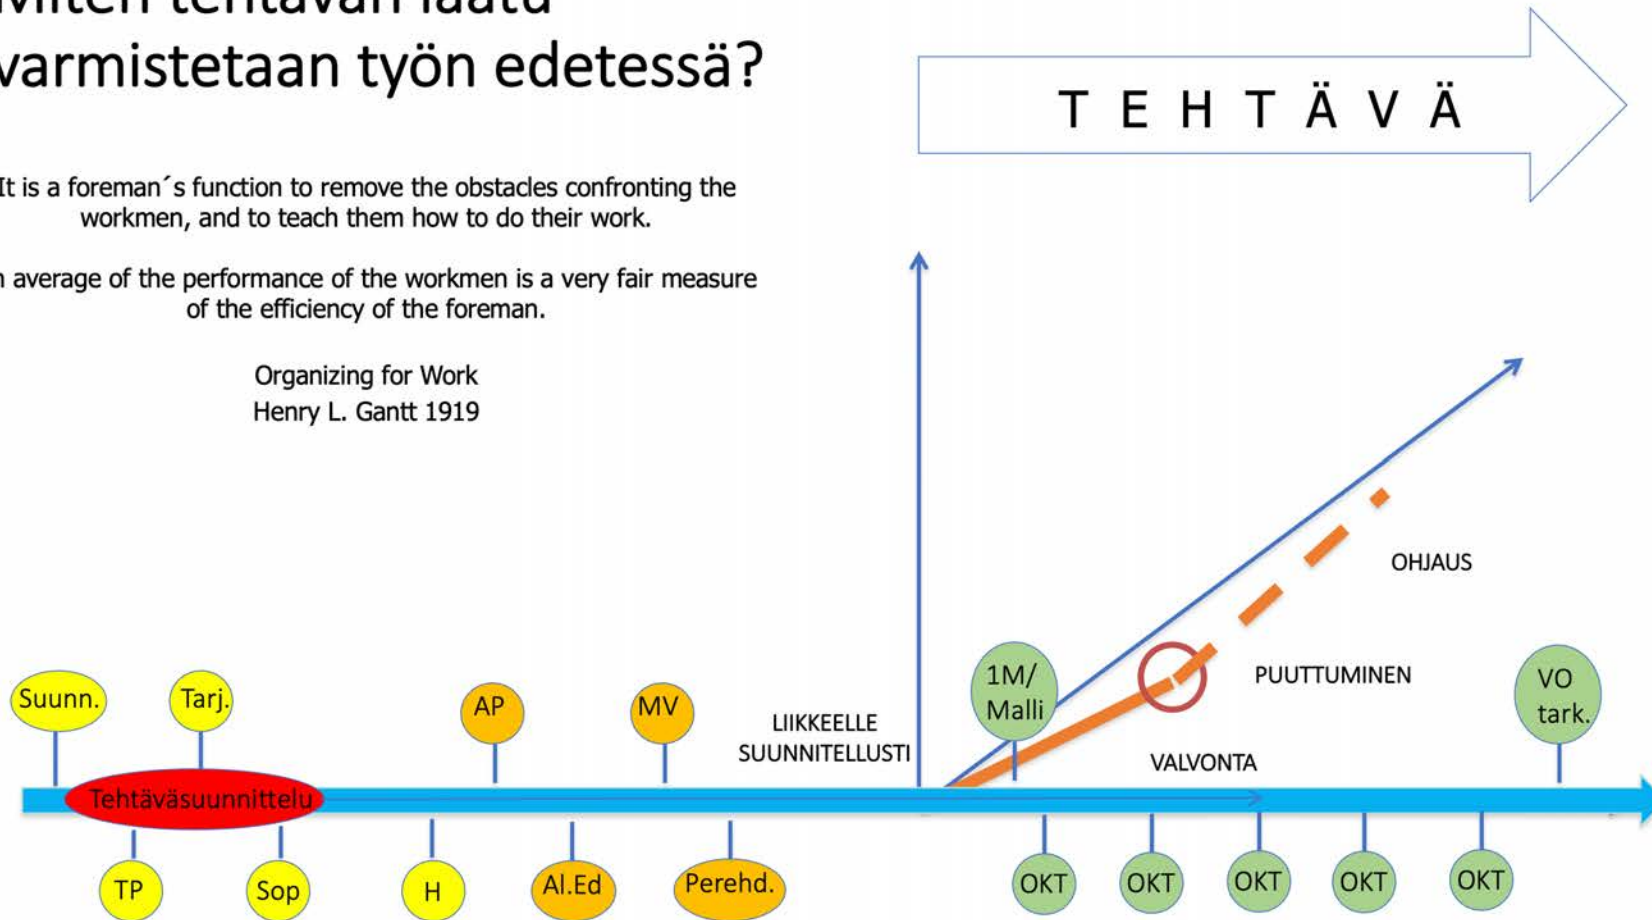 Miten tehtävän laatu
varmistetaan työn edetessä?
T E H T Ä V Ä
It is a foreman´s function to remove the obstacles confronting the
workmen, and to teach them how to do their work.
n average of the performance of the workmen is a very fair measure
of the efficiency of the foreman.
Organizing for Work
Henry L. Gantt 1919
OHJAUS
PUUTTUMINEN
VALVONTA
LIIKKEELLE
SUUNNITELLUSTI
Suunn.
Tarj.
AP
MV
1M/
Malli
VO
tark.
Tehtäväsuunnittelu
TP
Sop
H
Al.Ed
Perehd.
OKT
OKT
OKT
OKT
OKT